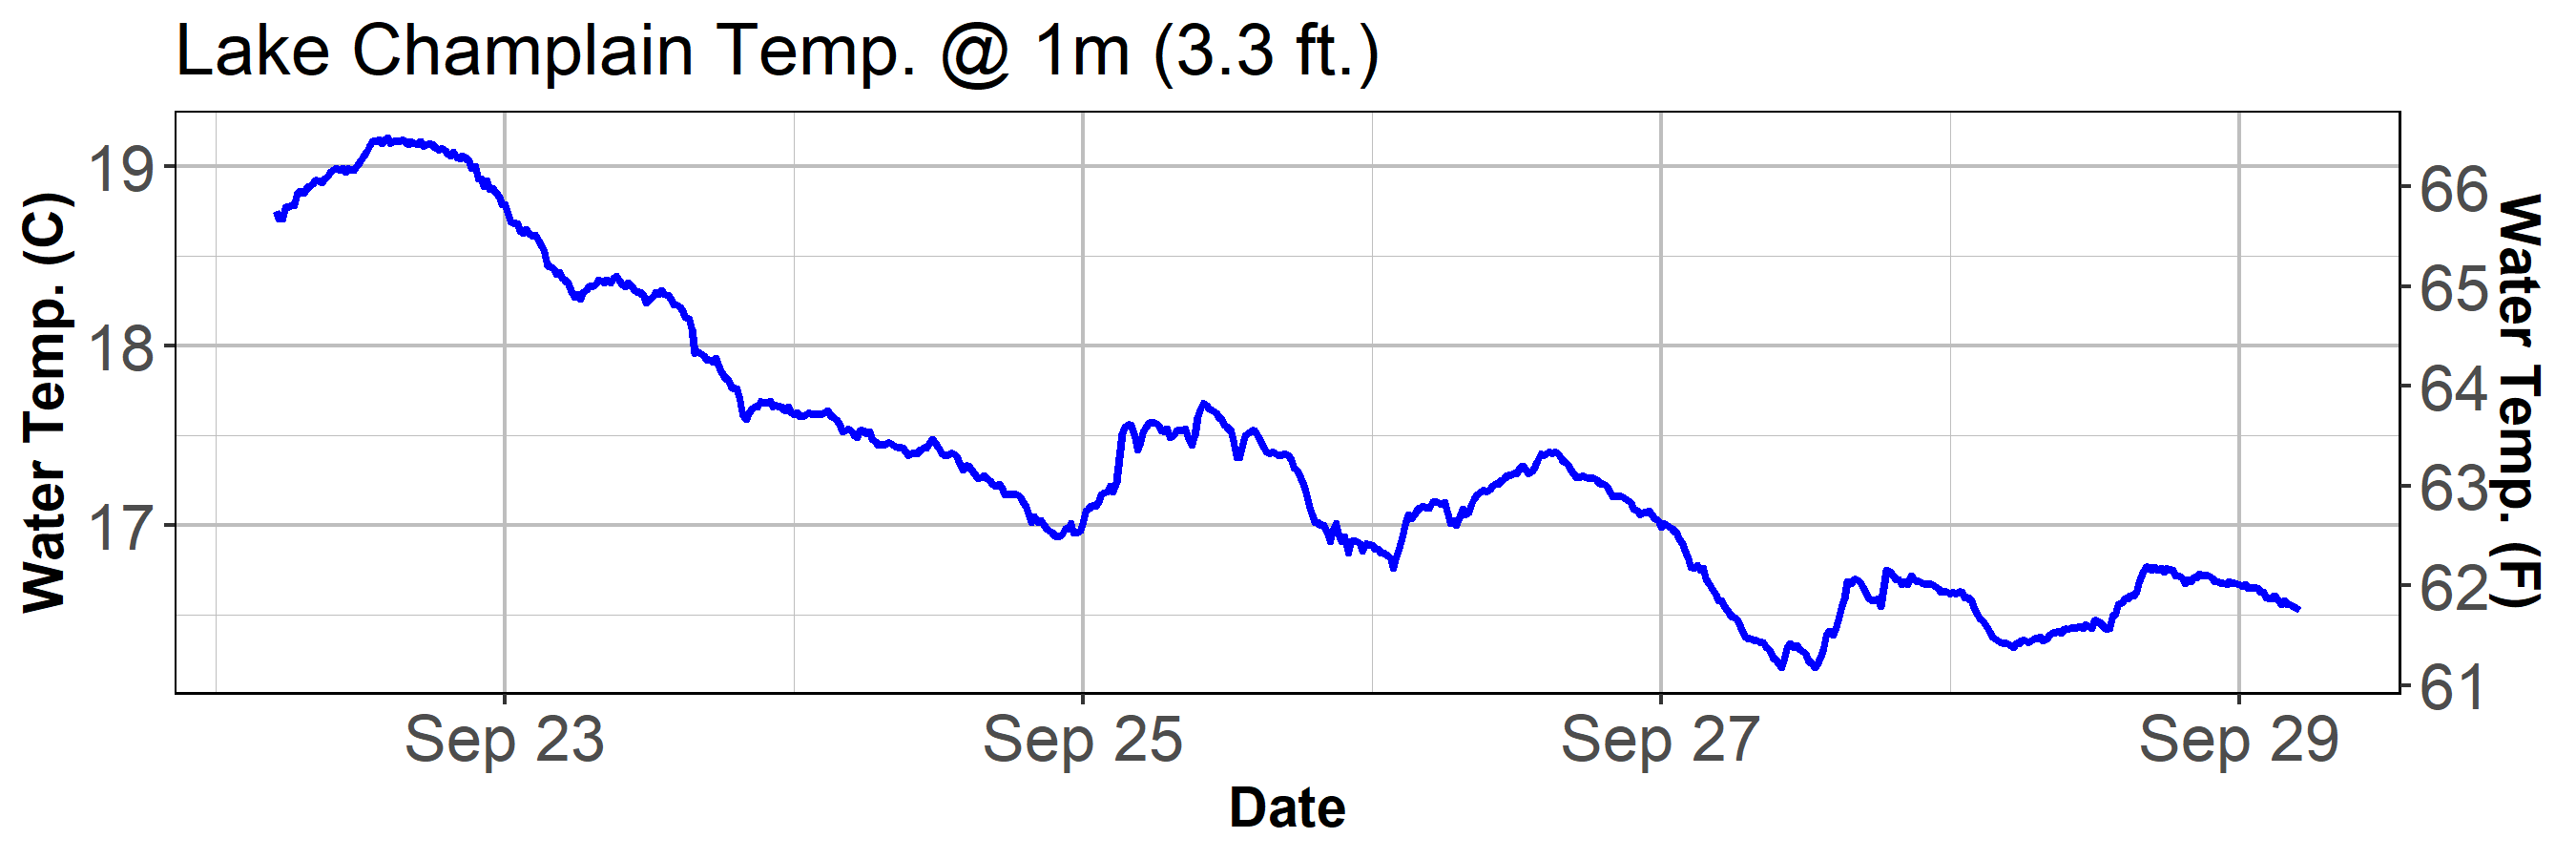 Lake Champlain Temp. @ 1m (3.3 ft.)
Water Temp. (C)
19
18
17
66
65
64
63
62
61
Water Temp. (F)
Sep 23 Sep 25 Sep 27 Sep 29
Date